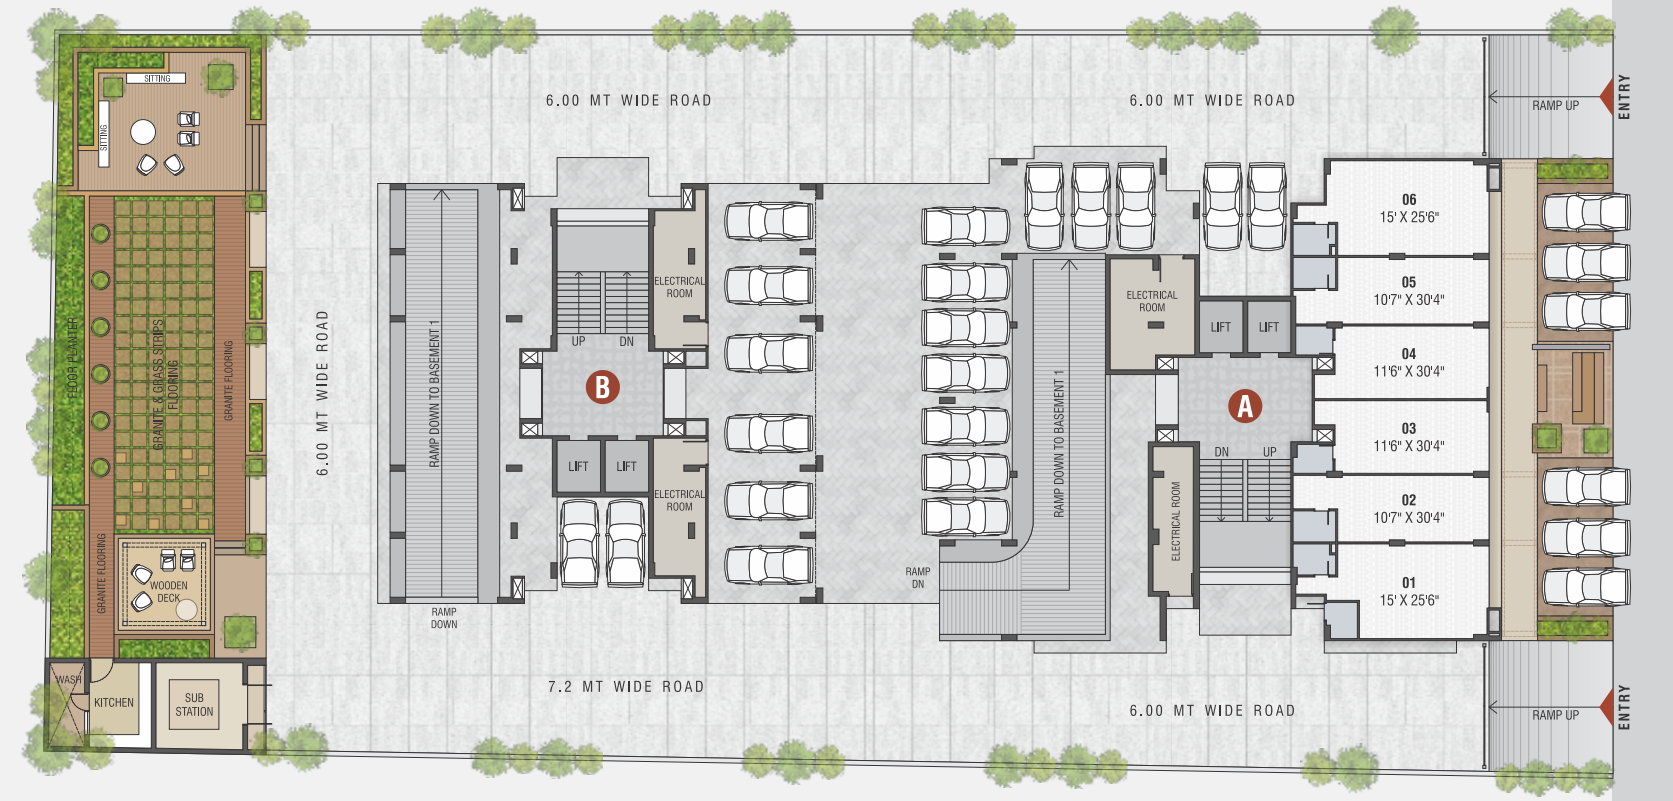 SITTING
SITTING
6.00 MT WIDE ROAD
6.00 MT WIDE ROAD
RAMP UP
ENTRY
FLOOR PLANTER
GRANITE & GRASS STRIPS
FLOORING
GRANITE FLOORING
GRANITE FLOORING
WOODEN
DECK
WASH
KITCHEN
SUB
STATION
6.00 MT WIDE ROAD
RAMP DOWN TO BASEMENT 1
RAMP
DOWN
UP
DN
B
LIFT
LIFT
ELECTRICAL
ROOM
ELECTRICAL
ROOM
RAMP
DN
RAMP DOWN TO BASEMENT 1
ELECTRICAL
ROOM
LIFT
LIFT
A
DN
UP
ELECTRICAL ROOM
06
15' X 25'6"
05
10'7" X 30'4"
04
11'6" X 30'4"
03
11'6" X 30'4"
02
10'7" X 30'4"
01
15' X 25'6"
7.2 MT WIDE ROAD
6.00 MT WIDE ROAD
RAMP UP
ENTRY